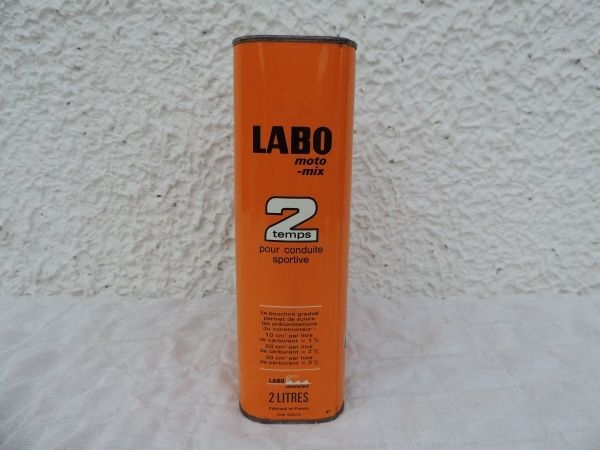 LABO
moto
-mix
2
temps
pour conduite
sportive
Le bouchon gradué
permet de suivre
les préconisations
du constructeur :
10 cm³ par litre
de carburant = 1 %
20 cm³ par litre
de carburant = 2 %
30 cm³ par litre
de carburant = 3 %
LABO
INDUSTRIE
2 LITRES
Fabriqué en France